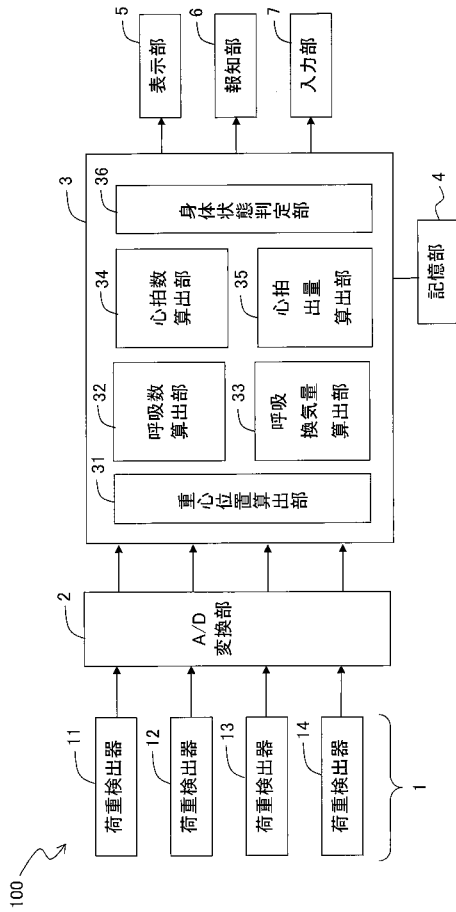 100
荷重検出器
11
荷重検出器
12
荷重検出器
13
荷重検出器
14
1
A/D
変換部
2
3
重心位置算出部
31
呼吸数
算出部
32
呼吸
換気量
算出部
33
心拍数
算出部
34
心拍
出量
算出部
35
身体状態判定部
36
記憶部
4
表示部
5
報知部
6
入力部
7